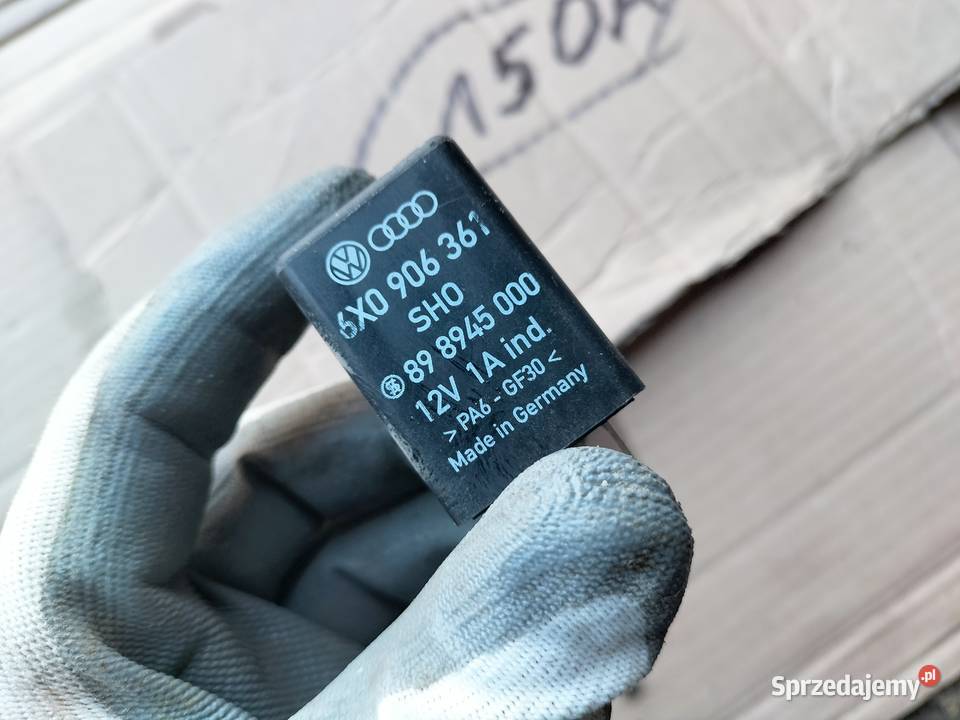 150A
6X0 906 361
SHO
89 8945 000
12V 1A ind.
> PA6 - GF30 <
Made in Germany
Sprzedajemy.pl